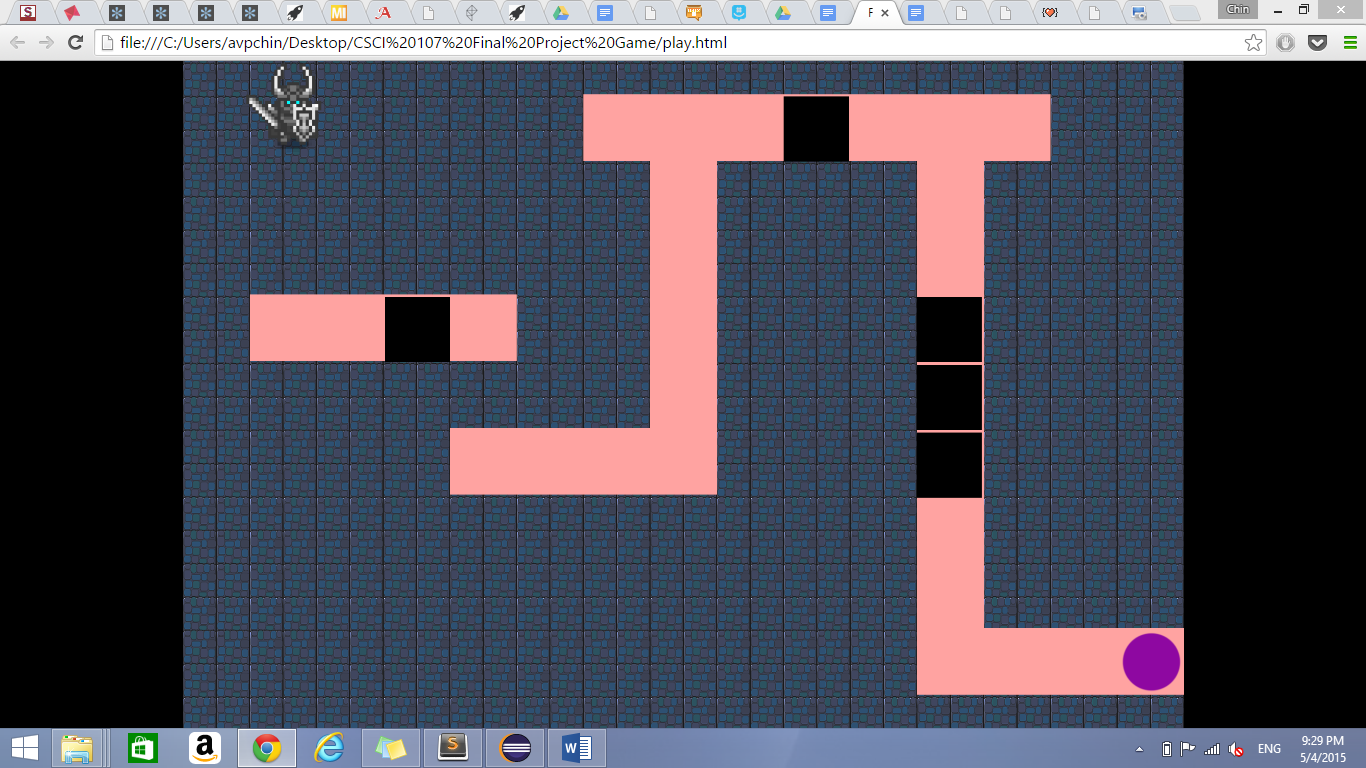 Chin
file:///C:/Users/avpchin/Desktop/CSCI%20107%20Final%20Project%20Game/play.html
ENG
9:29 PM
5/4/2015